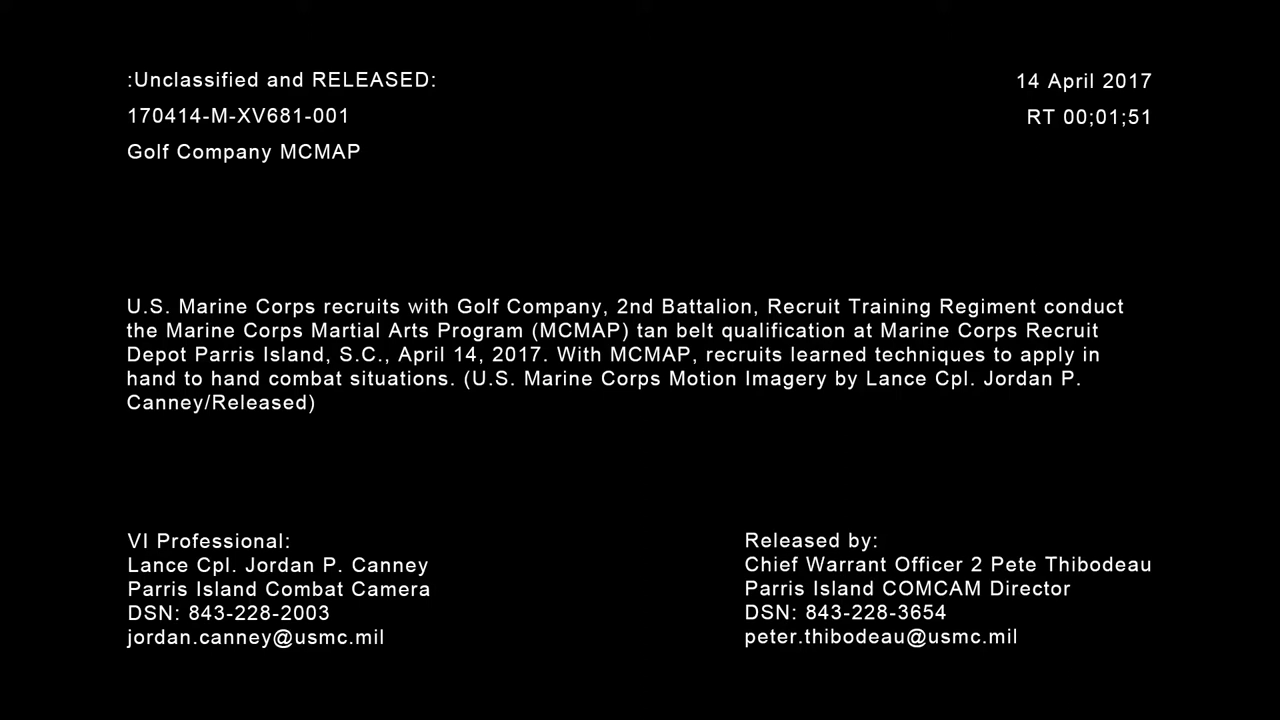 :Unclassified and RELEASED:
14 April 2017
170414-M-XV681-001
RT 00;01;51
Golf Company MCMAP
U.S. Marine Corps recruits with Golf Company, 2nd Battalion, Recruit Training Regiment conduct
the Marine Corps Martial Arts Program (MCMAP) tan belt qualification at Marine Corps Recruit
Depot Parris Island, S.C., April 14, 2017. With MCMAP, recruits learned techniques to apply in
hand to hand combat situations. (U.S. Marine Corps Motion Imagery by Lance Cpl. Jordan P.
Canney/Released)
VI Professional:
Lance Cpl. Jordan P. Canney
Parris Island Combat Camera
DSN: 843-228-2003
jordan.canney@usmc.mil
Released by:
Chief Warrant Officer 2 Pete Thibodeau
Parris Island COMCAM Director
DSN: 843-228-3654
peter.thibodeau@usmc.mil